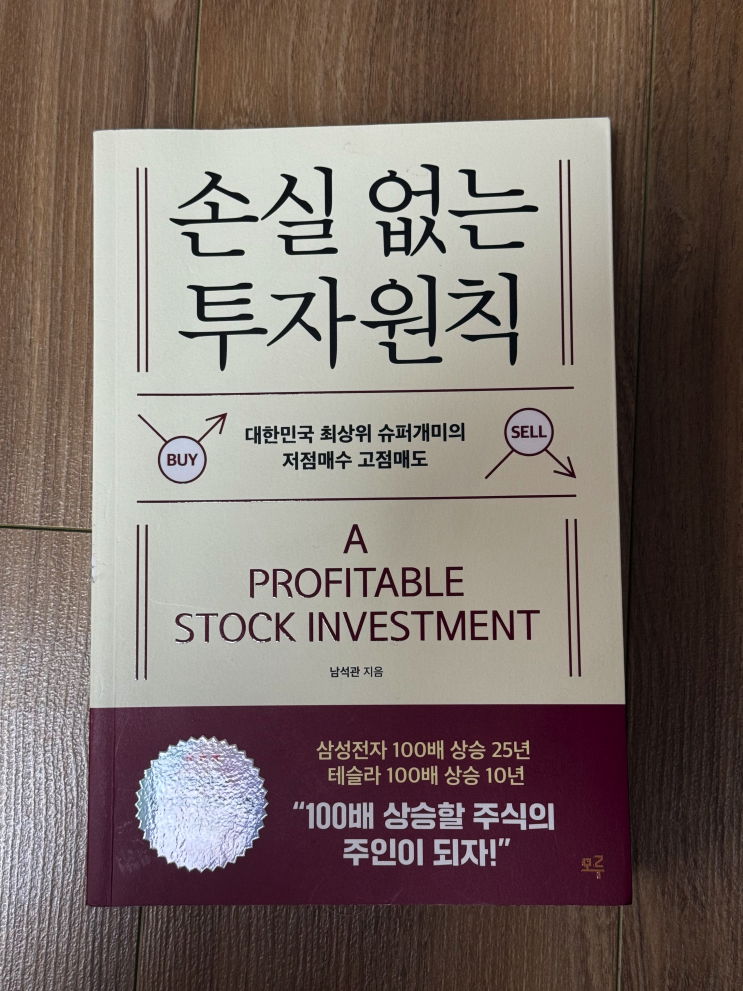 손실 없는
투자 원칙
BUY
대한민국 최상위 슈퍼개미의
저점매수 고점매도
SELL
A
PROFITABLE
STOCK INVESTMENT
남석관 지음
삼성전자 100배 상승 25년
테슬라 100배 상승 10년
“100배 상승할 주식의
주인이 되자!”
모루